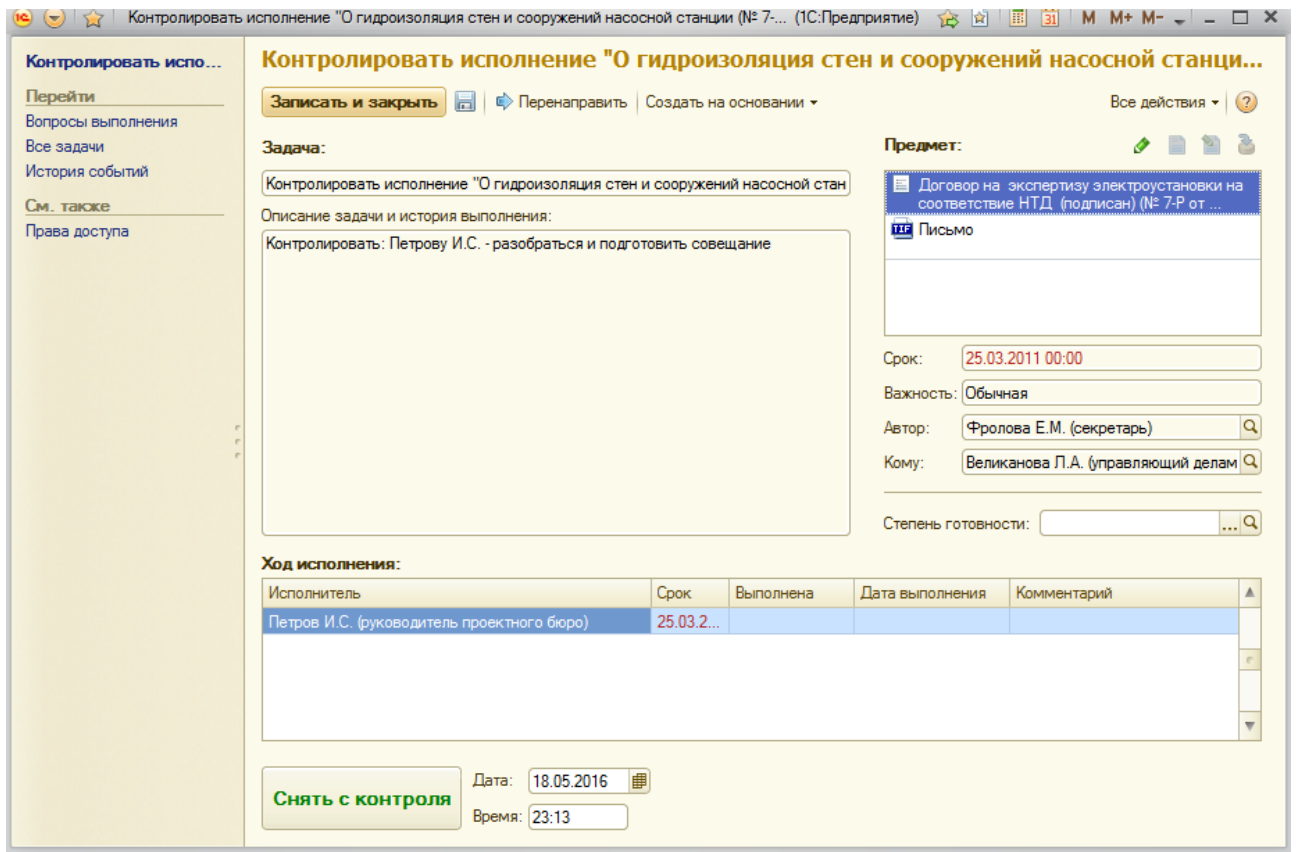 Контролировать исполнение "О гидроизоляция стен и сооружений насосной станции (№ 7-... (1С:Предприятие)
31
M M+ M-
Контролировать испо...
Перейти
Вопросы выполнения
Все задачи
История событий
См. также
Права доступа
Контролировать исполнение "О гидроизоляция стен и сооружений насосной станци...
Записать и закрыть
Перенаправить
Создать на основании
Все действия
?
Задача:
Контролировать исполнение "О гидроизоляция стен и сооружений насосной стан
Описание задачи и история выполнения:
Контролировать: Петрову И.С. - разобраться и подготовить совещание
Предмет:
Договор на экспертизу электроустановки на
соответствие НТД (подписан) (№ 7-Р от ...
TIF Письмо
Срок: 25.03.2011 00:00
Важность: Обычная
Автор: Фролова Е.М. (секретарь)
Кому: Великанова Л.А. (управляющий делам
Степень готовности: ...
Ход исполнения:
Исполнитель Срок Выполнена Дата выполнения Комментарий
Петров И.С. (руководитель проектного бюро) 25.03.2...
Снять с контроля
Дата: 18.05.2016
Время: 23:13